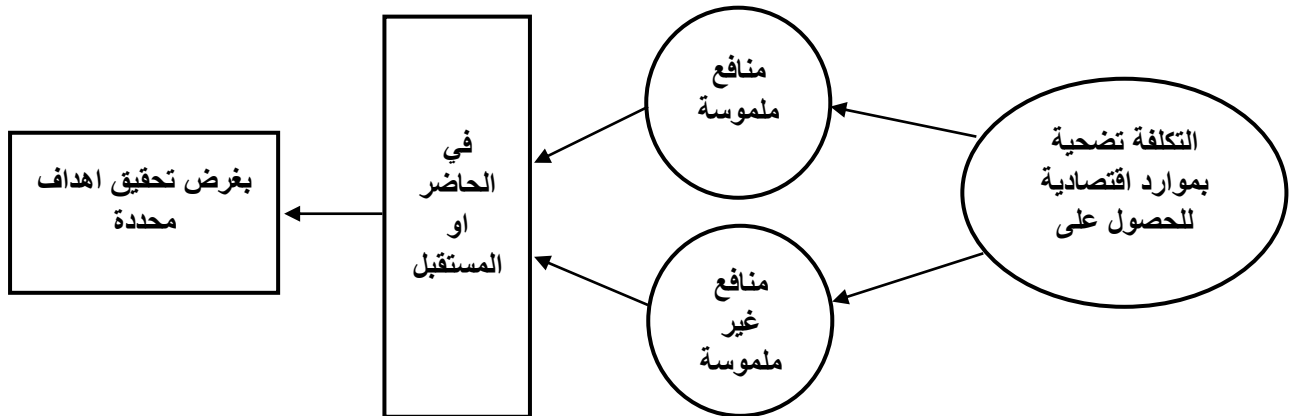 التكلفة تضحية
بموارد اقتصادية
للحصول على
منافع
ملموسة
منافع
غير
ملموسة
في
الحاضر
او
المستقبل
بغرض تحقيق اهداف
محددة